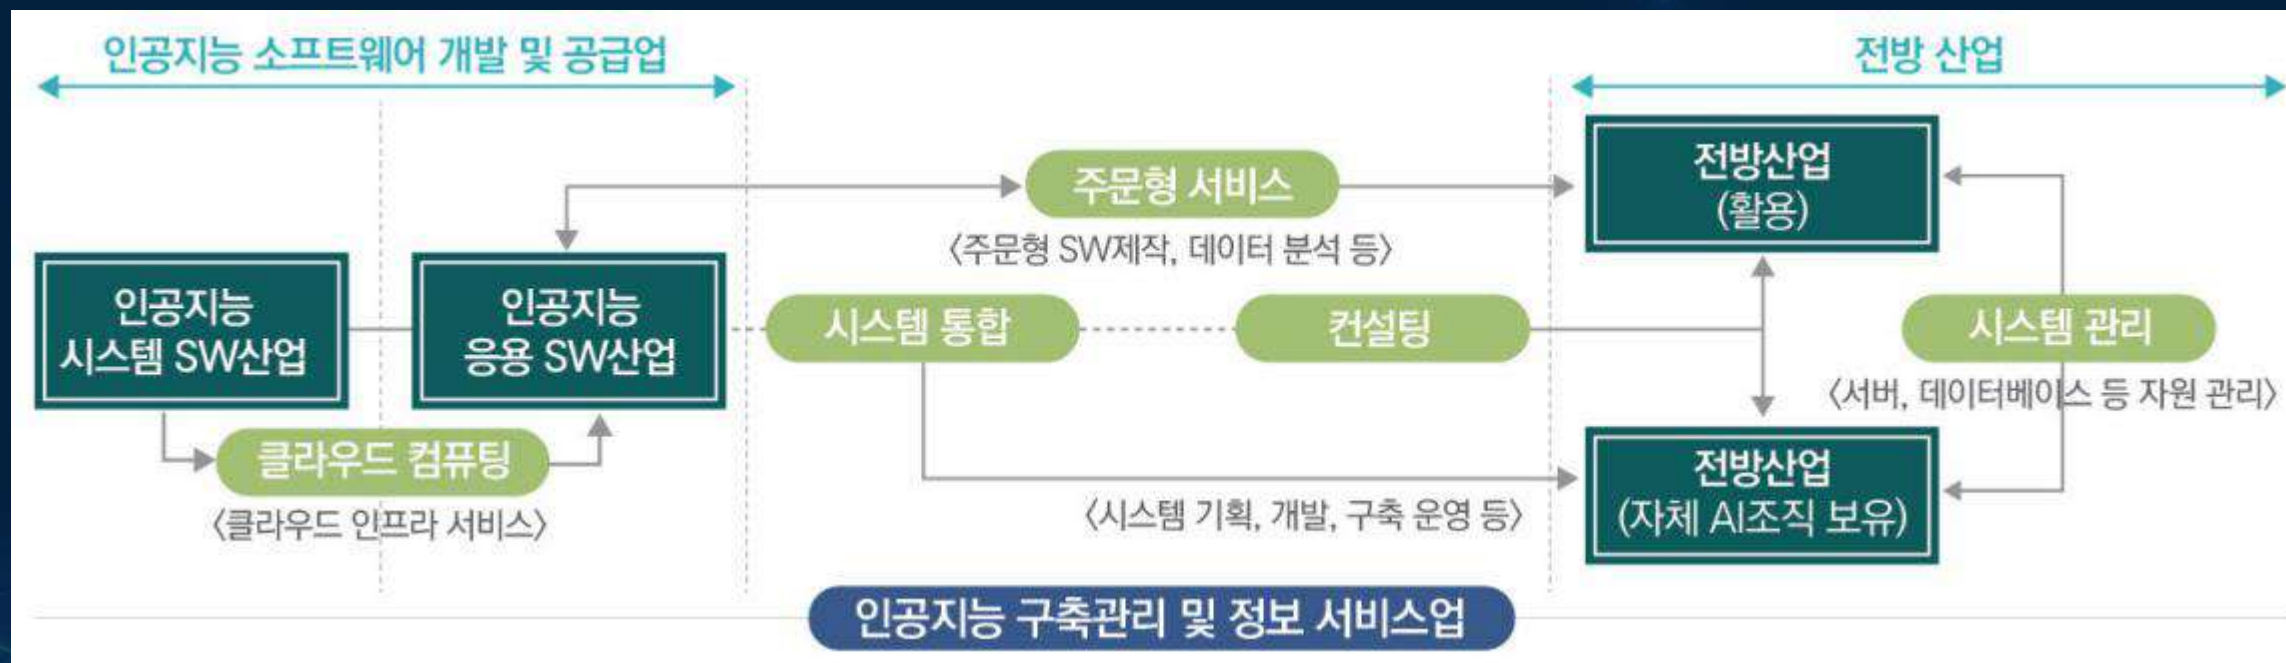 인공지능 소프트웨어 개발 및 공급업
전방 산업
주문형 서비스
〈주문형 SW제작, 데이터 분석 등〉
전방산업
(활용)
인공지능
시스템 SW산업
인공지능
응용 SW산업
시스템 통합
컨설팅
시스템 관리
〈서버, 데이터베이스 등 자원 관리〉
클라우드 컴퓨팅
〈클라우드 인프라 서비스〉
〈시스템 기획, 개발, 구축 운영 등〉
전방산업
(자체 AI조직 보유)
인공지능 구축관리 및 정보 서비스업